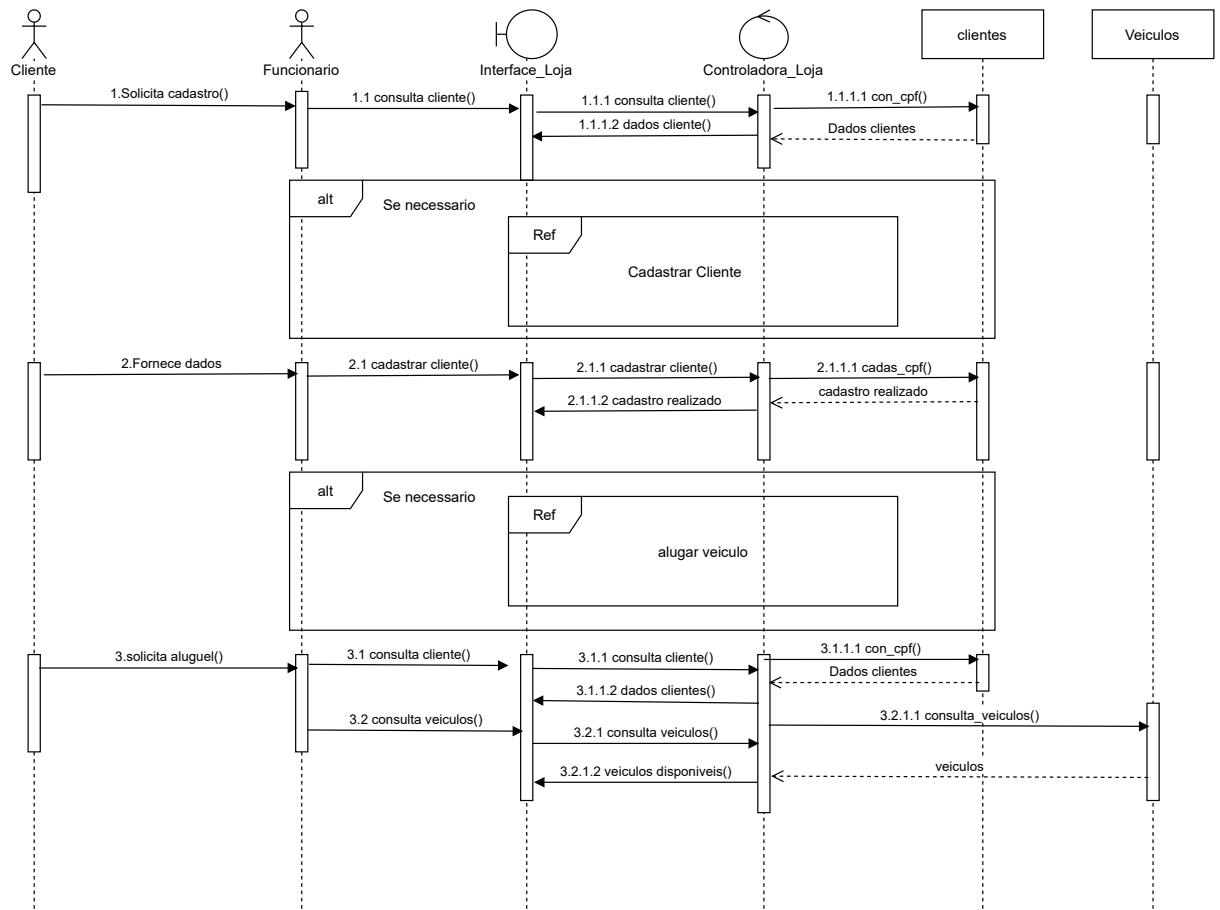 Cliente
Funcionario
Interface_Loja
Controladora_Loja
clientes
Veiculos
1.Solicita cadastro()
1.1 consulta cliente()
1.1.1 consulta cliente()
1.1.1.1 con_cpf()
1.1.1.2 dados cliente()
Dados clientes
alt
Se necessario
Ref
Cadastrar Cliente
2.Fornece dados
2.1 cadastrar cliente()
2.1.1 cadastrar cliente()
2.1.1.1 cadas_cpf()
2.1.1.2 cadastro realizado
cadastro realizado
alt
Se necessario
Ref
alugar veiculo
3.solicita aluguel()
3.1 consulta cliente()
3.1.1 consulta cliente()
3.1.1.1 con_cpf()
Dados clientes
3.1.1.2 dados clientes()
3.2 consulta veiculos()
3.2.1 consulta veiculos()
3.2.1.1 consulta_veiculos()
3.2.1.2 veiculos disponiveis()
veiculos